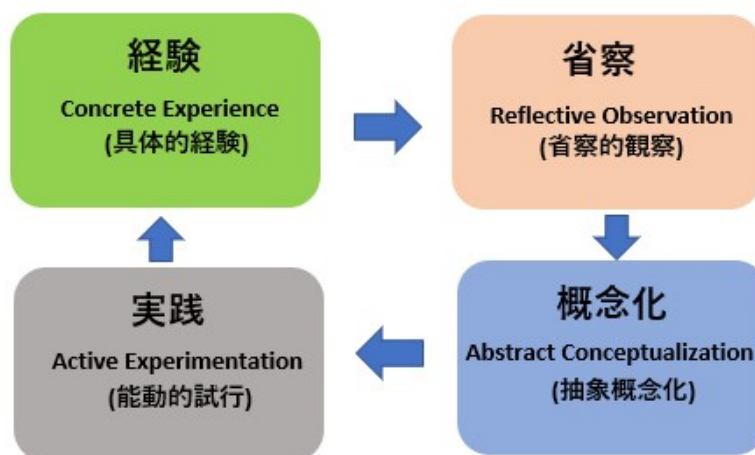 経験
Concrete Experience
(具体的経験)
省察
Reflective Observation
(省察的観察)
実践
Active Experimentation
(能動的試行)
概念化
Abstract Conceptualization
(抽象概念化)